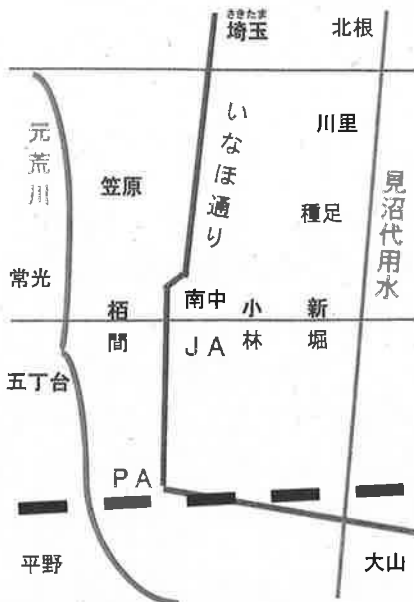 さきたま
埼玉
北根
元荒川
いなほ通り
川里
見沼代用水
笠原
種足
常光
南中
栢間
小林
新堀
JA
五丁台
PA
平野
大山